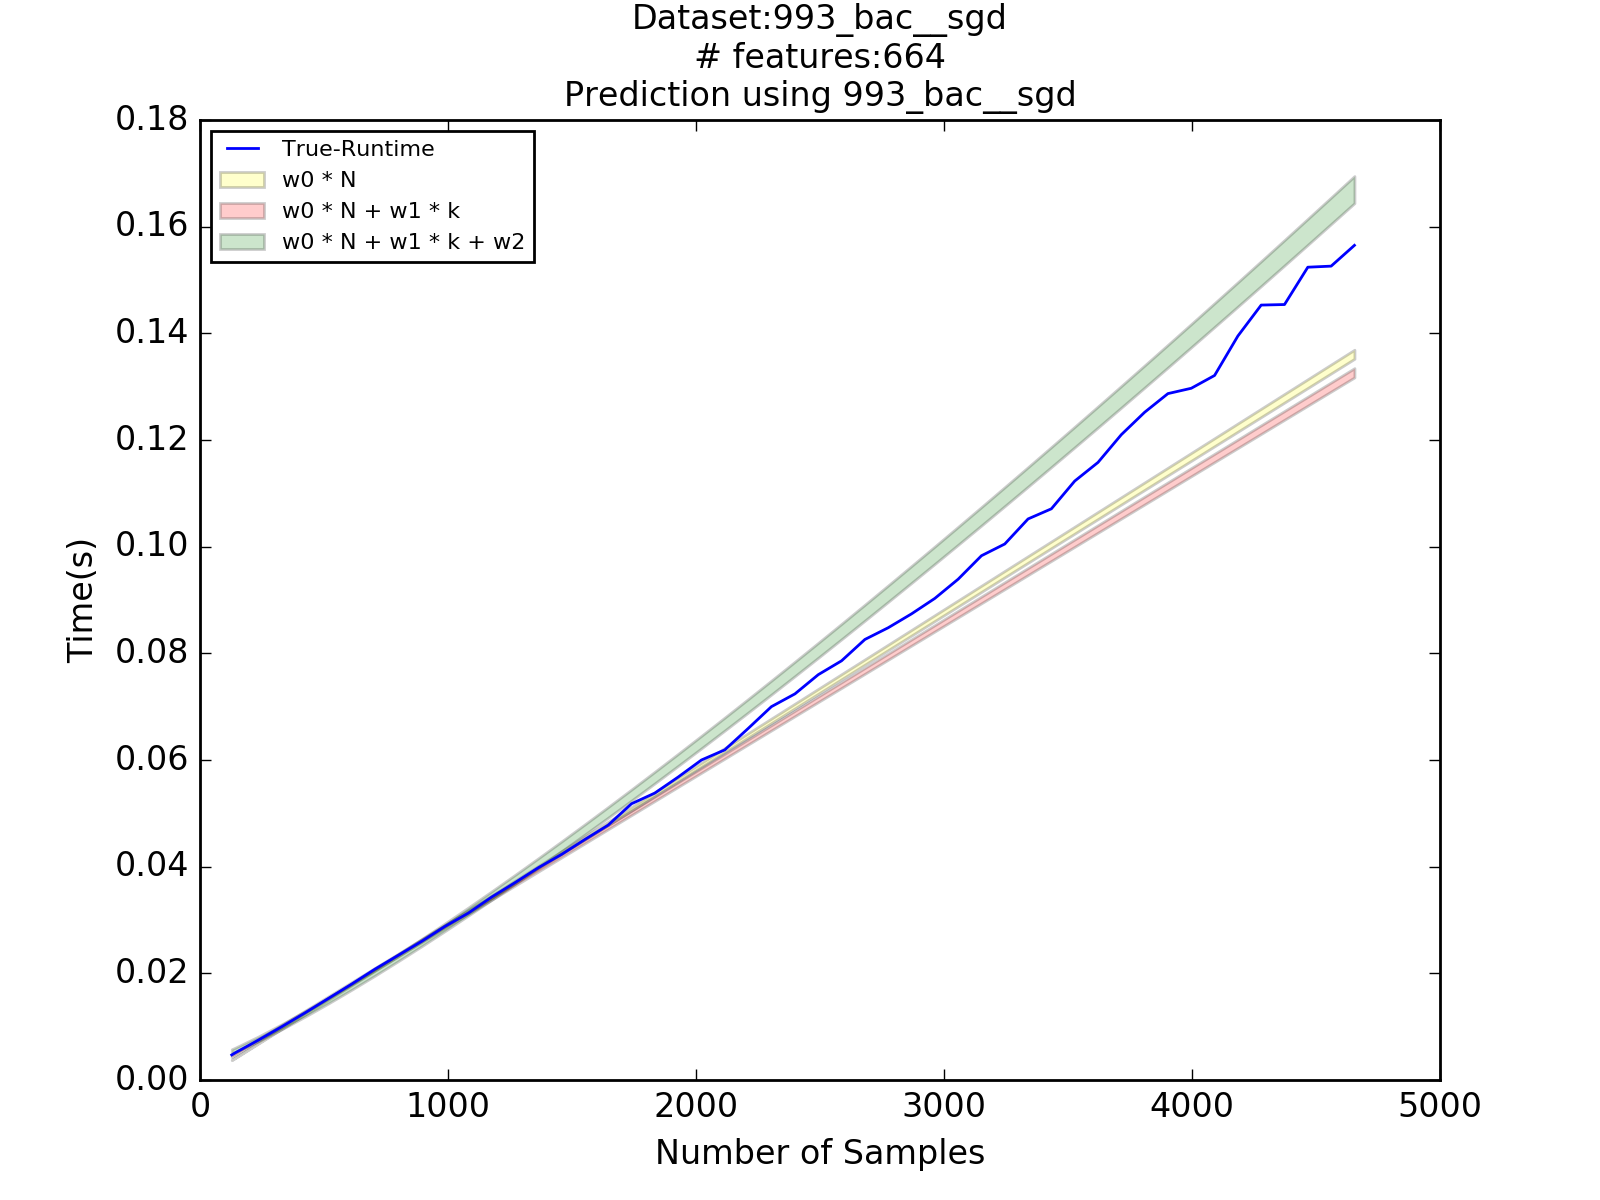 Dataset:993_bac__sgd
# features:664
Prediction using 993_bac__sgd
0.18
0.16
0.14
0.12
0.10
0.08
0.06
0.04
0.02
0.00
Time(s)
True-Runtime
w0 * N
w0 * N + w1 * k
w0 * N + w1 * k + w2
0 1000 2000 3000 4000 5000
Number of Samples